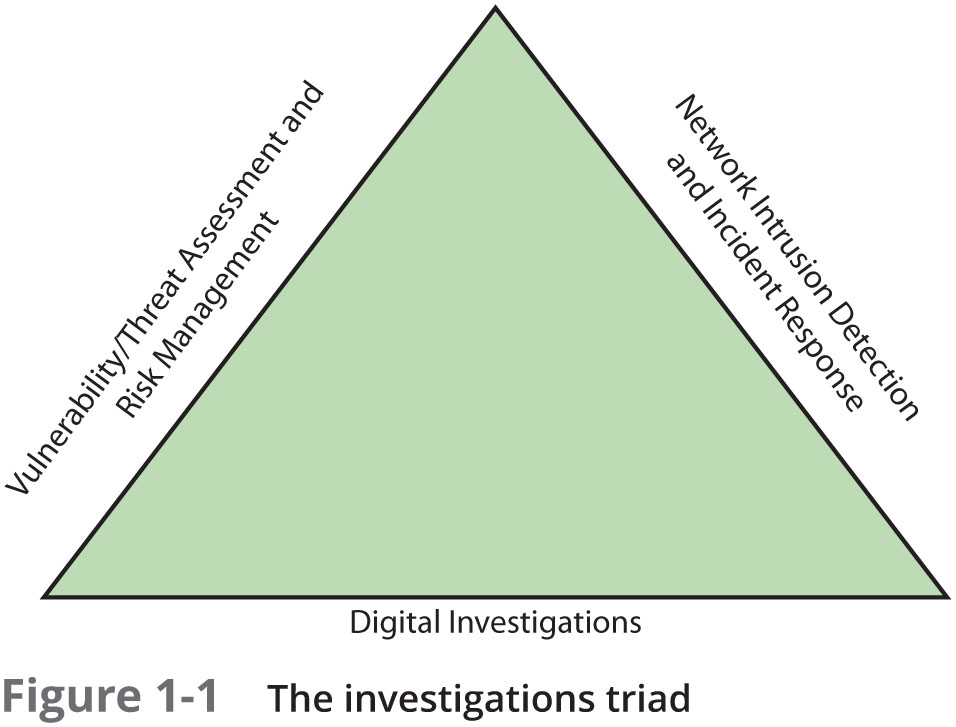 Vulnerability/Threat Assessment and
Risk Management
Network Intrusion Detection
and Incident Response
Digital Investigations
Figure 1-1 The investigations triad